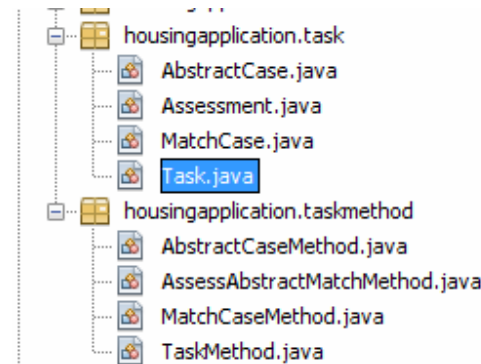 housingapplication.task
AbstractCase.java
Assessment.java
MatchCase.java
Task.java
housingapplication.taskmethod
AbstractCaseMethod.java
AssessAbstractMatchMethod.java
MatchCaseMethod.java
TaskMethod.java